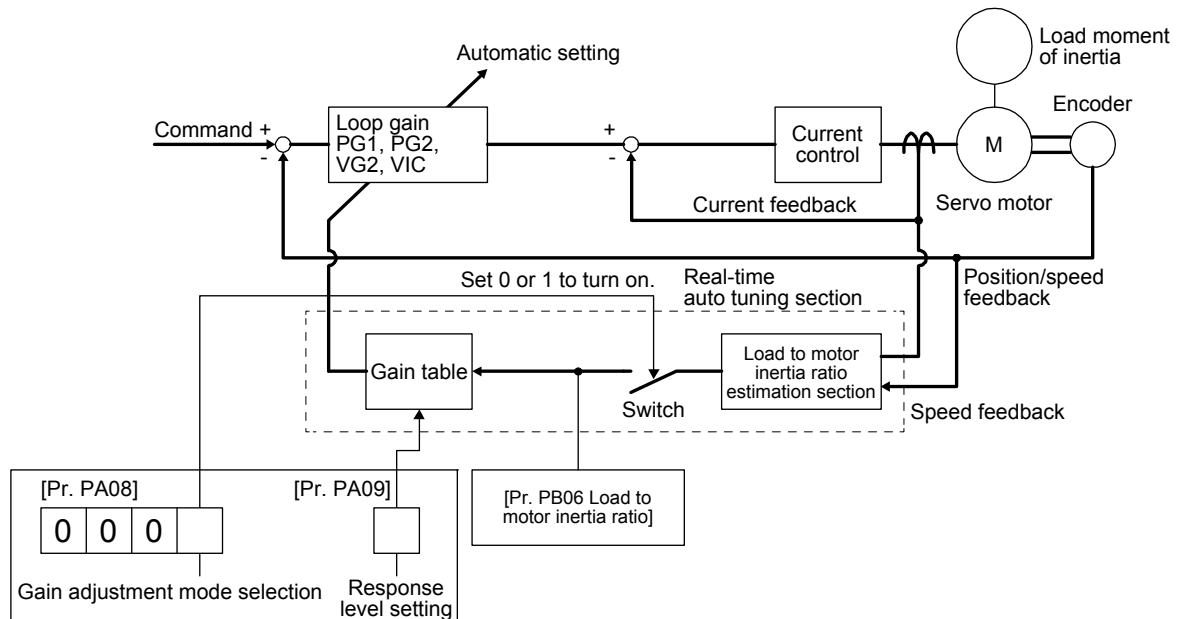 Load moment
of inertia
Automatic setting
Encoder
Command +
-
Loop gain
PG1, PG2,
VG2, VIC
+
-
Current
control
M
Servo motor
Current feedback
Set 0 or 1 to turn on.
Real-time
auto tuning section
Position/speed
feedback
Gain table
Switch
Load to motor
inertia ratio
estimation section
Speed feedback
[Pr. PA08]
[Pr. PA09]
0 0 0
Gain adjustment mode selection
Response
level setting
[Pr. PB06 Load to
motor inertia ratio]